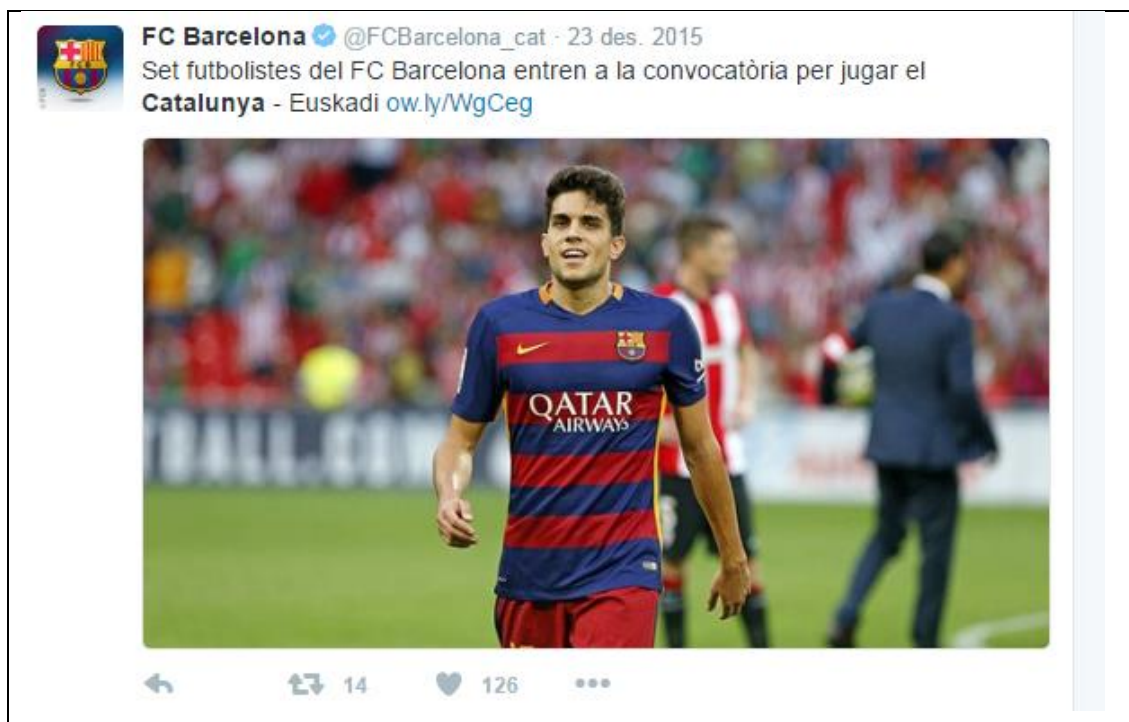 FC Barcelona @FCBarcelona_cat · 23 des. 2015
Set futbolistes del FC Barcelona entren a la convocatòria per jugar el
Catalunya - Euskadi ow.ly/WgCeg
QATAR
AIRWAYS
14 126